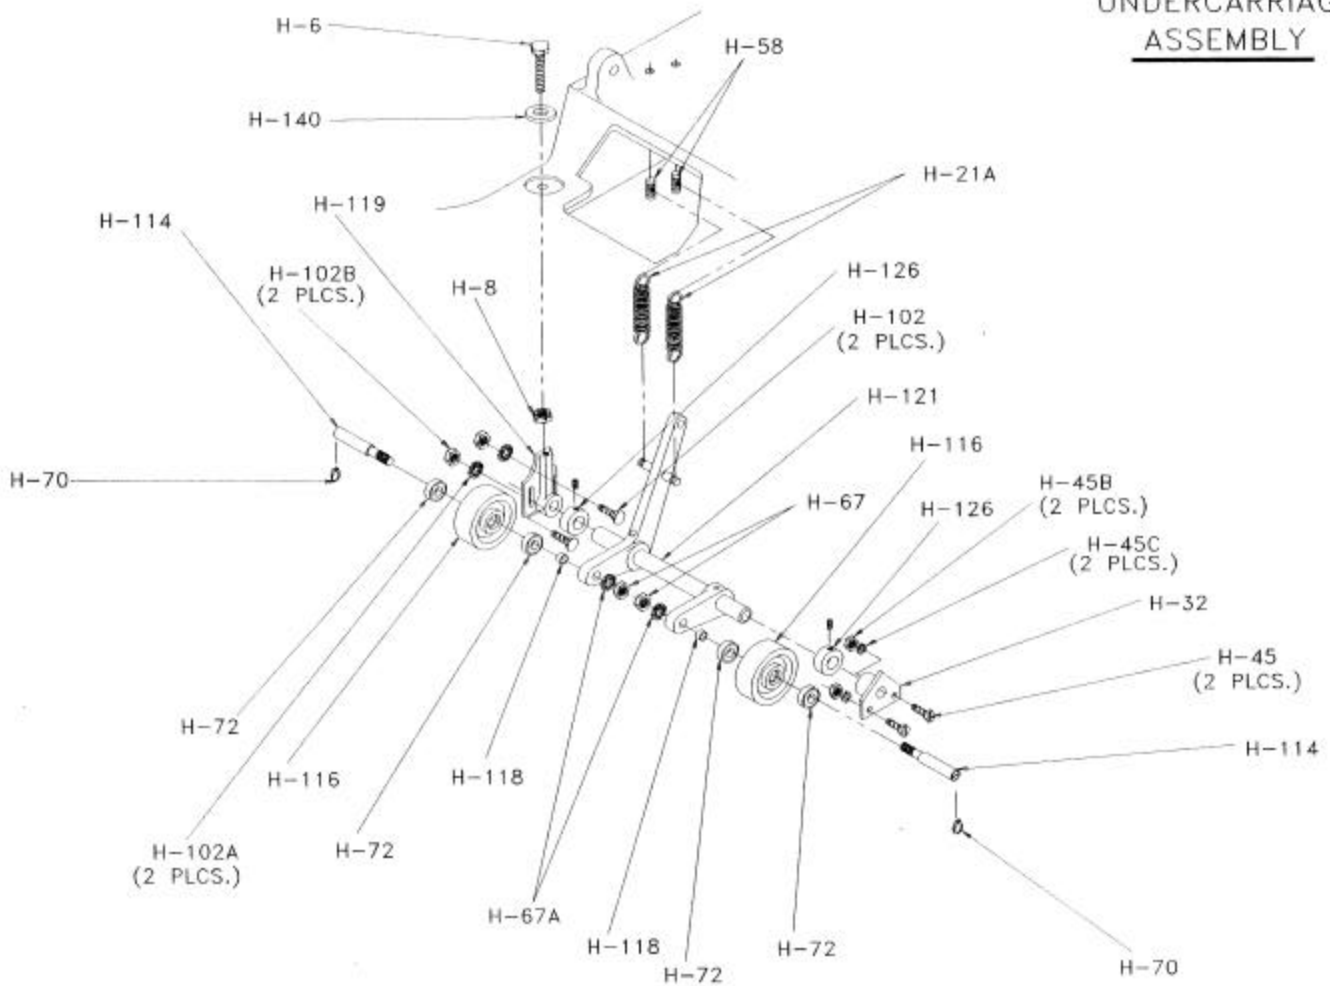 UNDERCARRIAG
ASSEMBLY
H-6
H-58
H-140
H-21A
H-119
H-114
H-102B
(2 PLCS.)
H-8
H-126
H-102
(2 PLCS.)
H-121
H-116
H-70
H-67
H-45B
(2 PLCS.)
H-126
H-45C
(2 PLCS.)
H-32
H-45
(2 PLCS.)
H-72
H-116
H-118
H-114
H-102A
(2 PLCS.)
H-72
H-67A
H-118
H-72
H-72
H-70